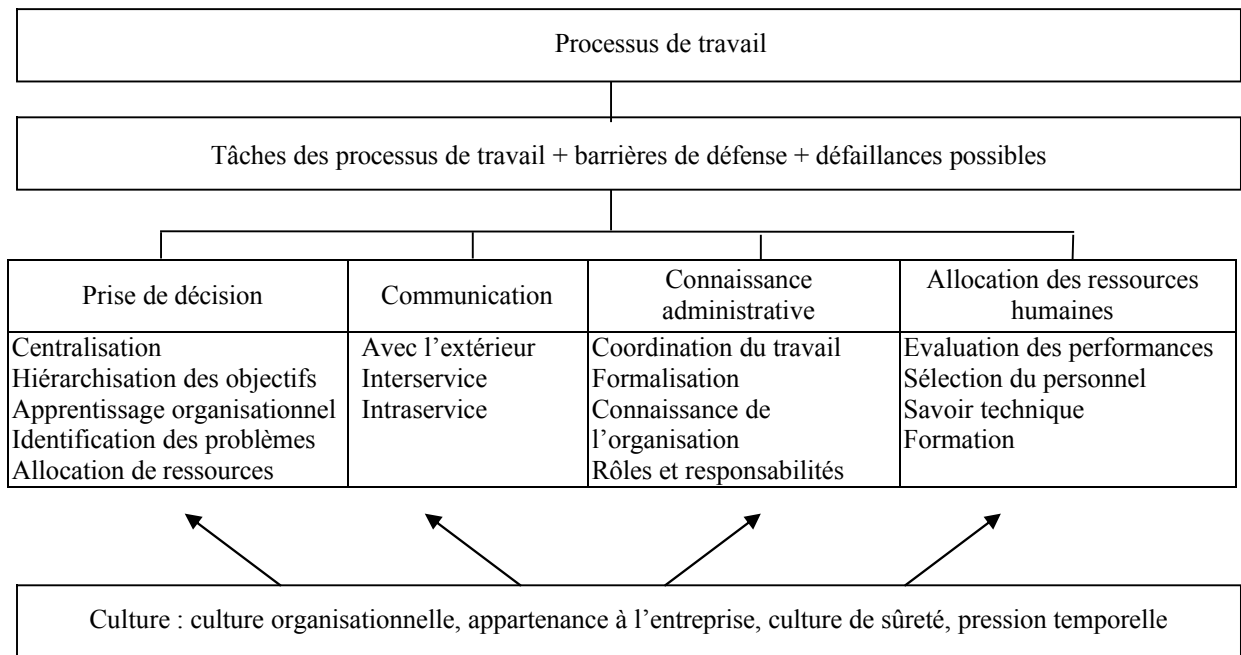 Processus de travail
Tâches des processus de travail + barrières de défense + défaillances possibles
Prise de décision
Communication
Connaissance
administrative
Allocation des ressources
humaines
Centralisation
Hiérarchisation des objectifs
Apprentissage organisationnel
Identification des problèmes
Allocation de ressources
Avec l’extérieur
Interservice
Intraservice
Coordination du travail
Formalisation
Connaissance de
l’organisation
Rôles et responsabilités
Evaluation des performances
Sélection du personnel
Savoir technique
Formation
Culture : culture organisationnelle, appartenance à l’entreprise, culture de sûreté, pression temporelle